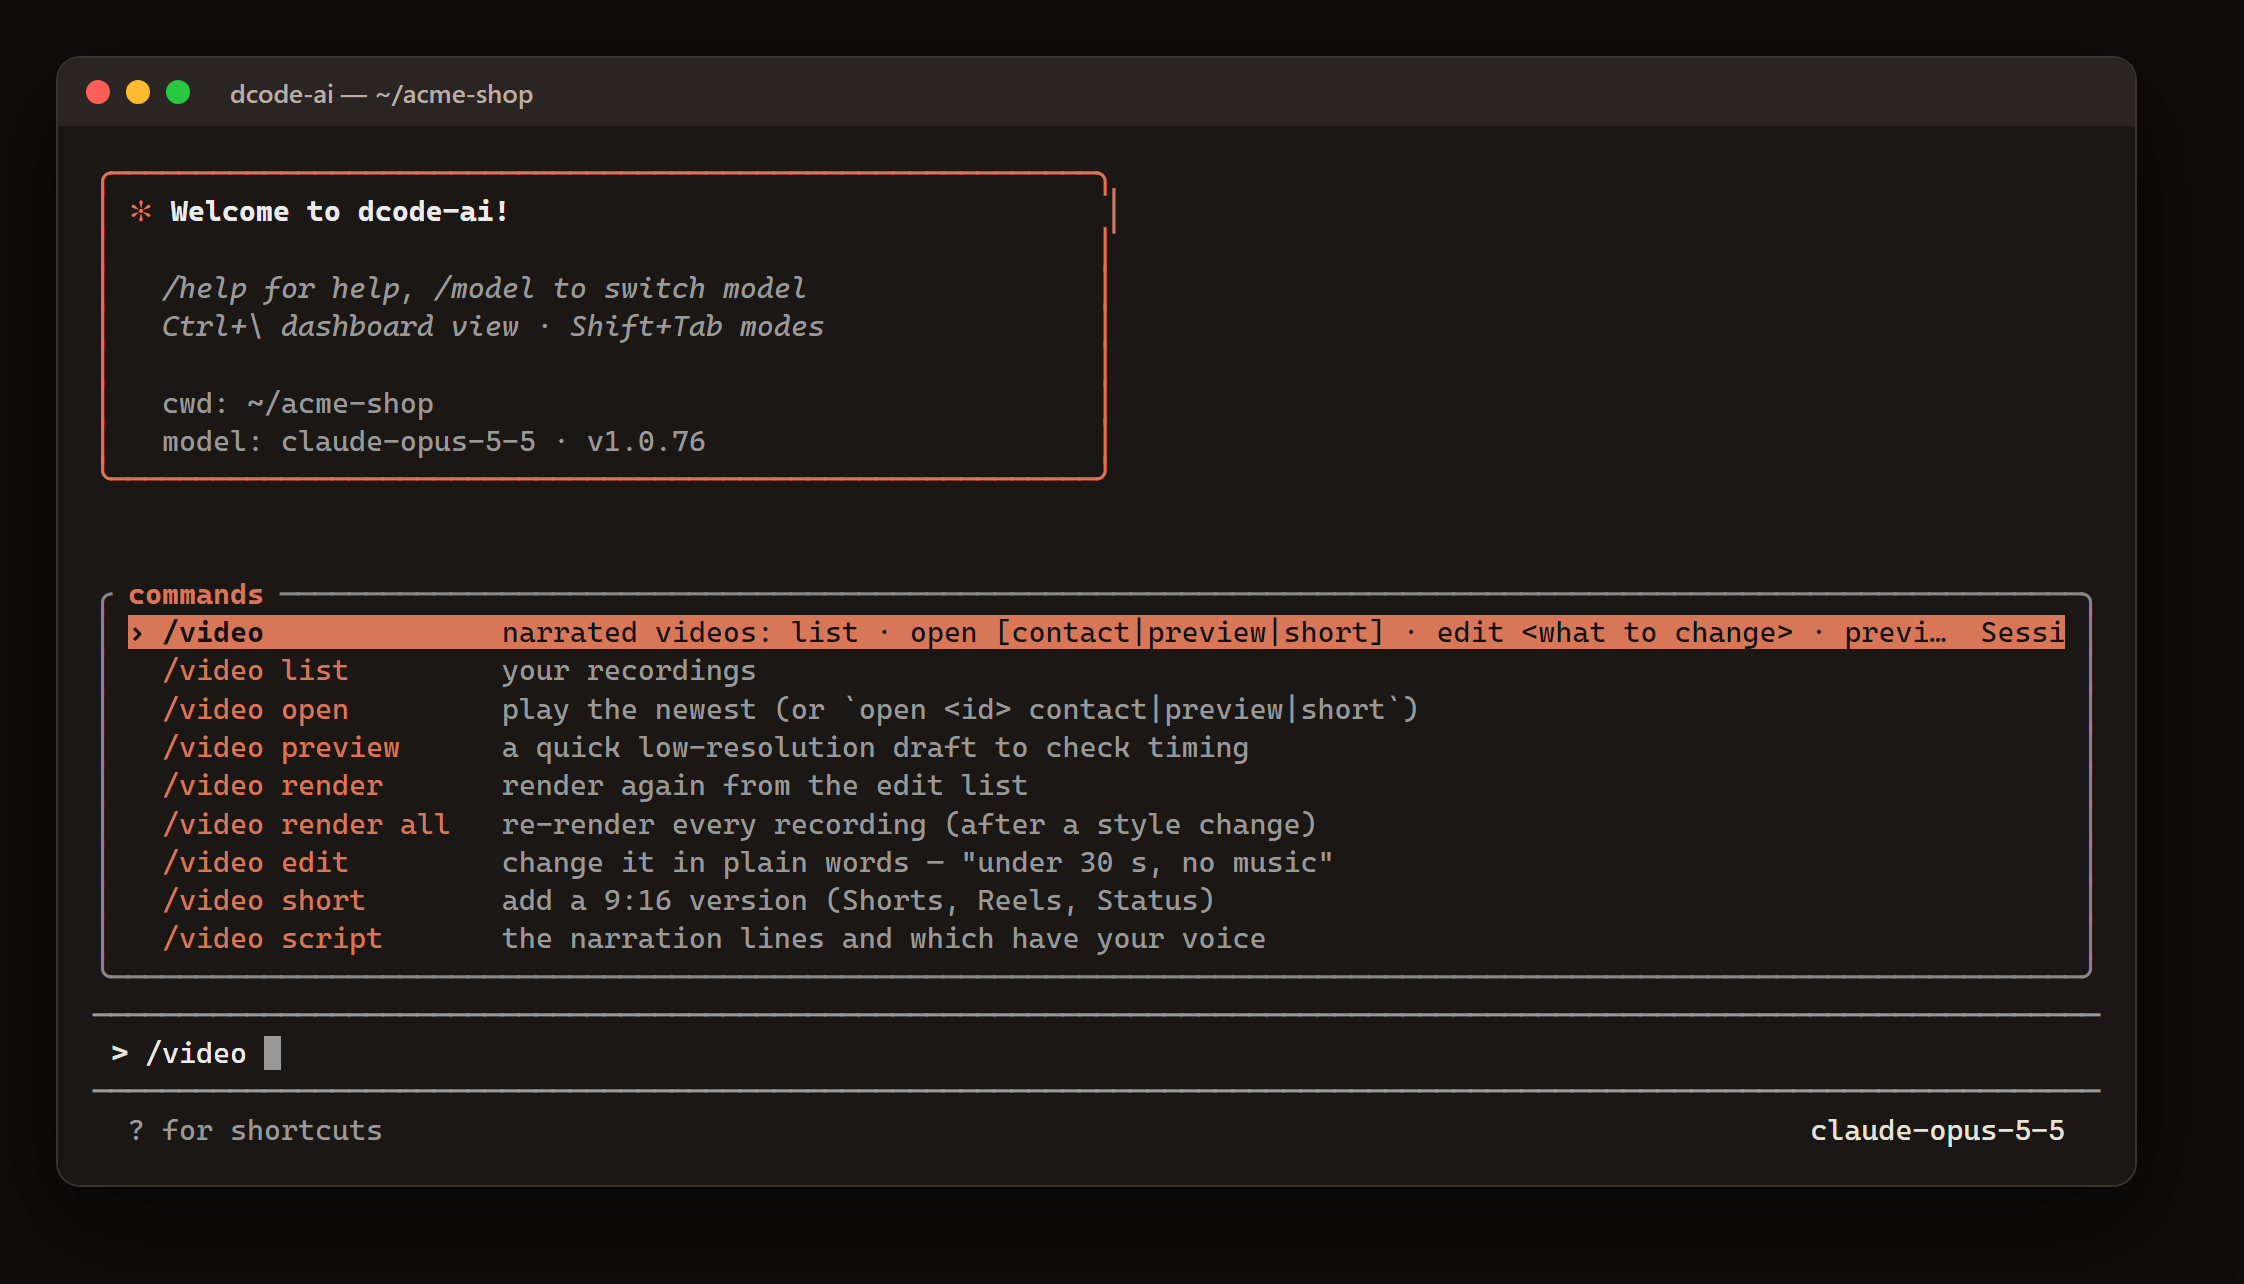 dcode-ai — ~/acme-shop
✻ Welcome to dcode-ai!
/help for help, /model to switch model
Ctrl+\ dashboard view · Shift+Tab modes
cwd: ~/acme-shop
model: claude-opus-5-5 · v1.0.76
commands
› /video narrated videos: list · open [contact|preview|short] · edit <what to change> · previ… Sessi
/video list your recordings
/video open play the newest (or `open <id> contact|preview|short`)
/video preview a quick low-resolution draft to check timing
/video render render again from the edit list
/video render all re-render every recording (after a style change)
/video edit change it in plain words — "under 30 s, no music"
/video short add a 9:16 version (Shorts, Reels, Status)
/video script the narration lines and which have your voice
> /video
? for shortcuts claude-opus-5-5